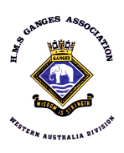 H.M.S GANGES ASSOCIATION
GANGES
WISDOM IS STRENGTH
WESTERN AUSTRALIA DIVISION